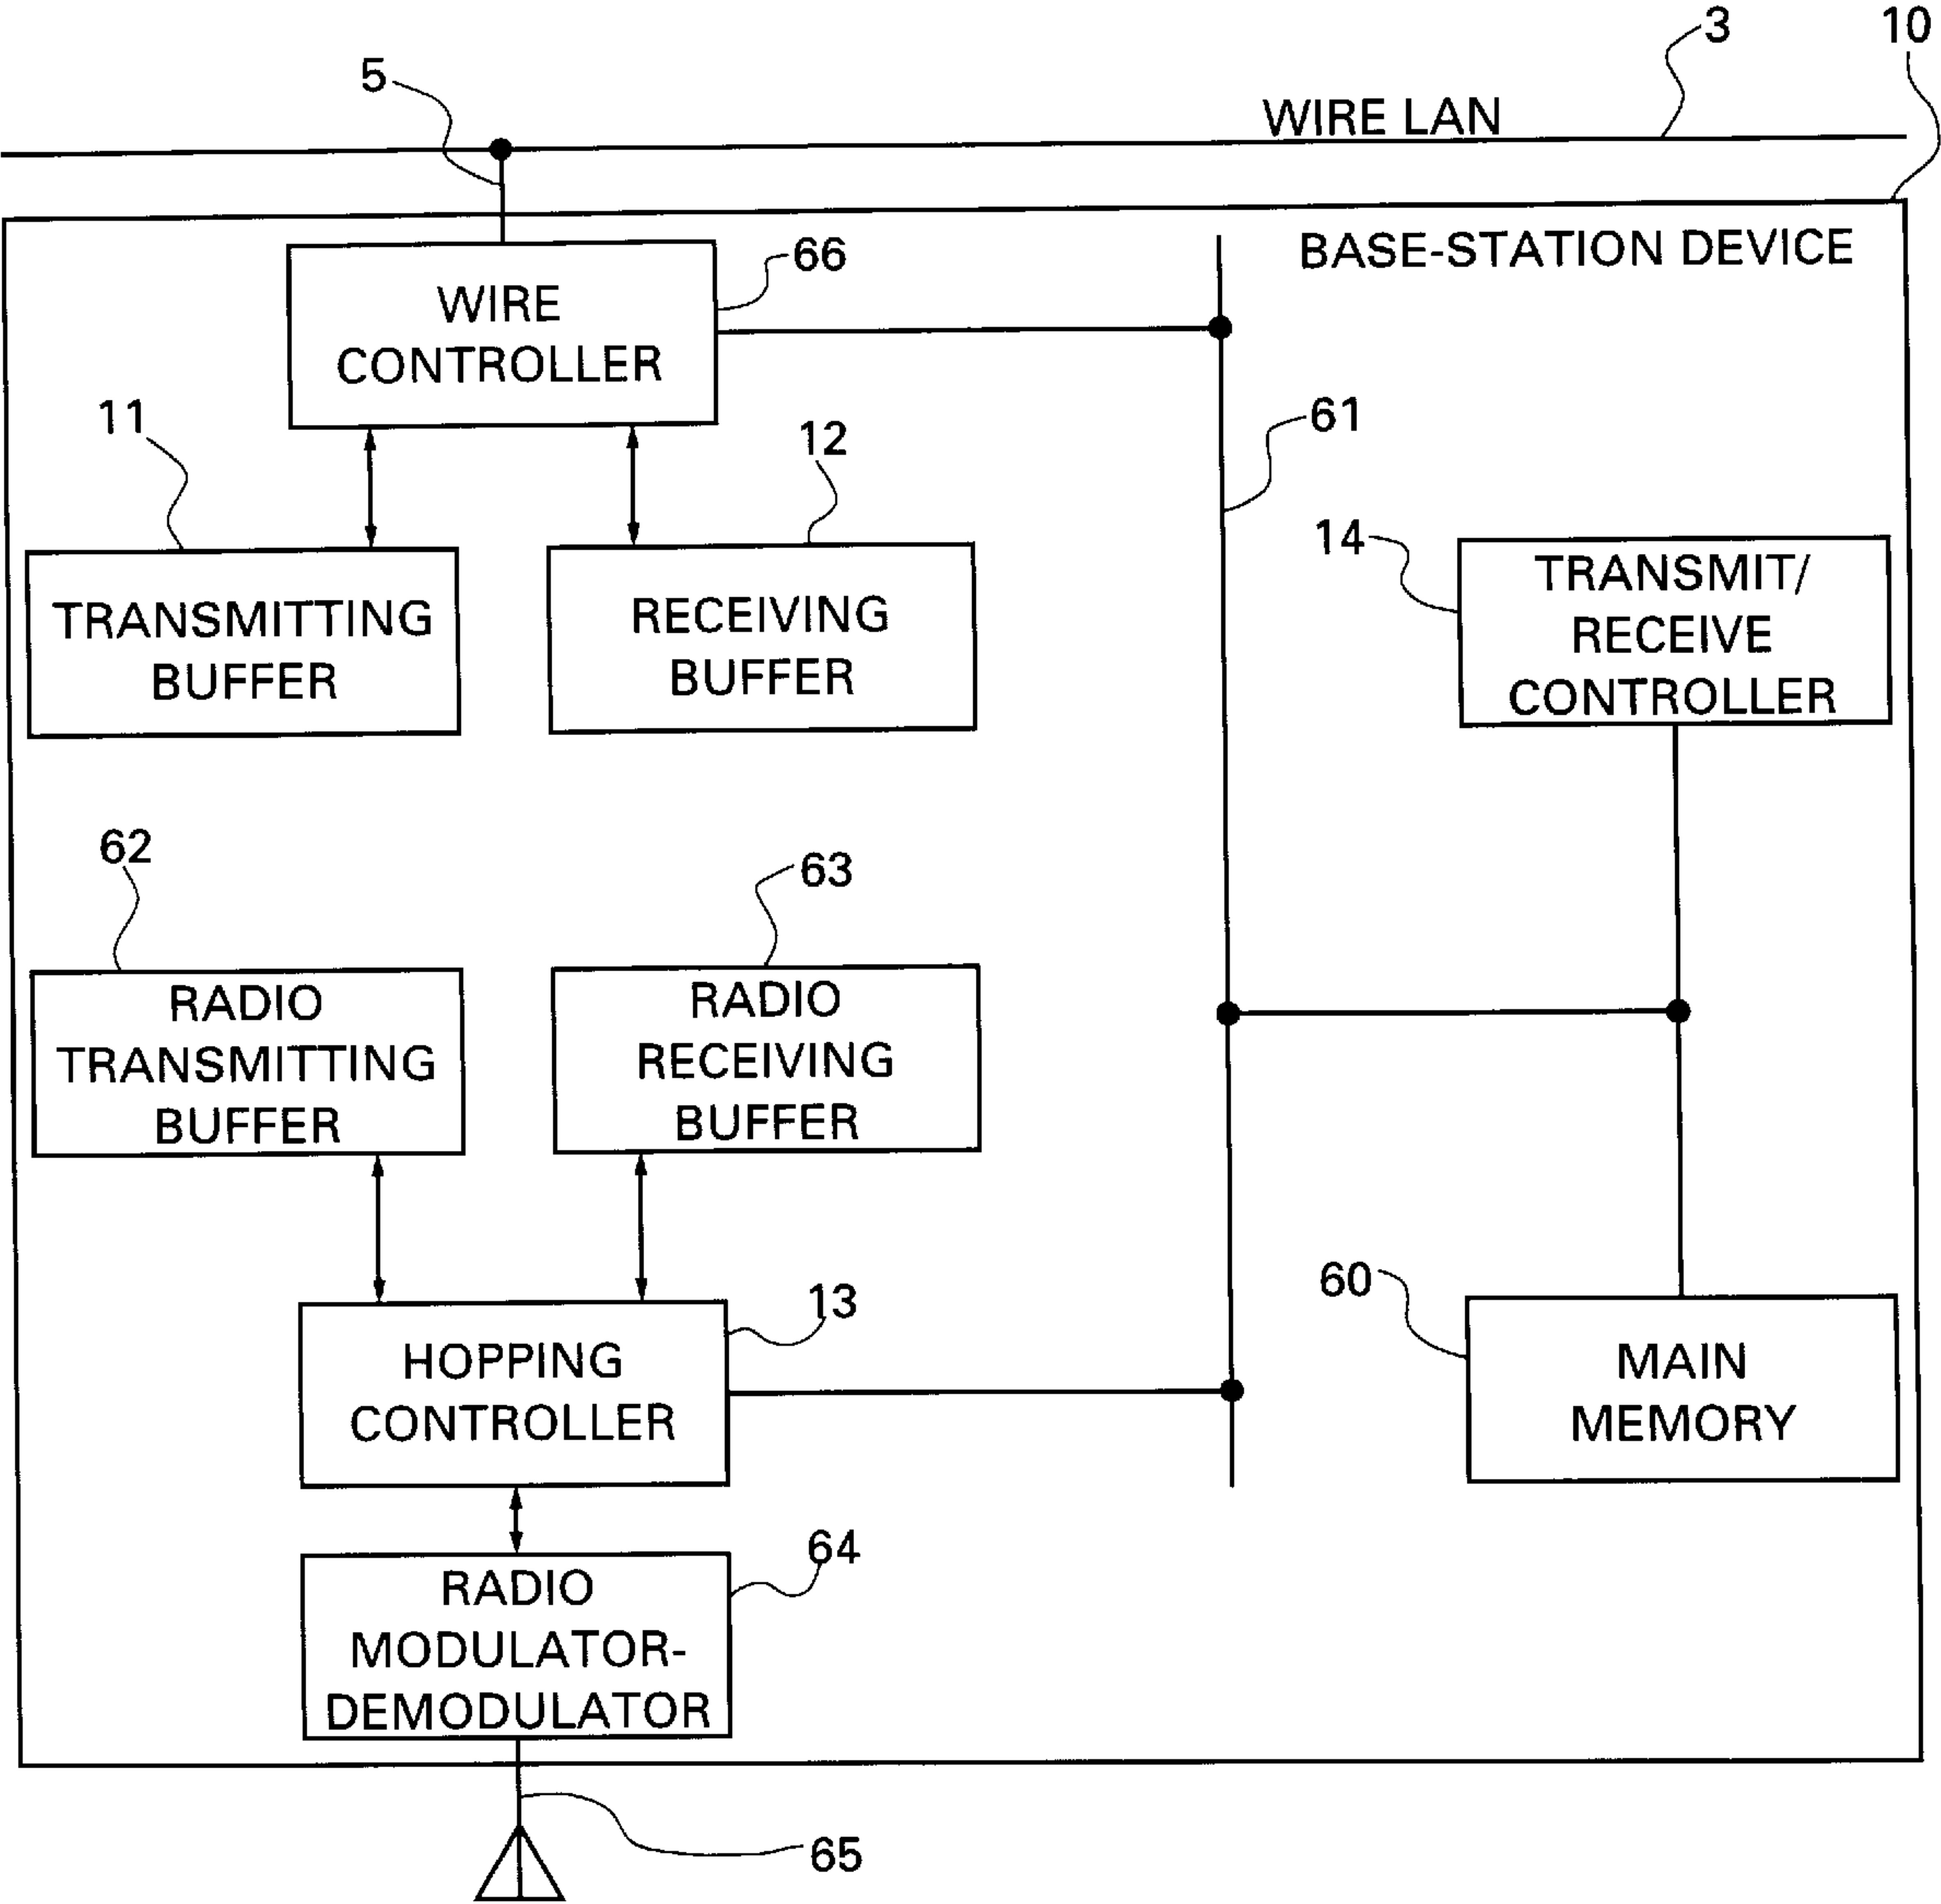 3
10
5
WIRE LAN
BASE-STATION DEVICE
66
WIRE
CONTROLLER
11
12
61
14
TRANSMITTING
BUFFER
RECEIVING
BUFFER
TRANSMIT/
RECEIVE
CONTROLLER
62
63
RADIO
TRANSMITTING
BUFFER
RADIO
RECEIVING
BUFFER
13
60
HOPPING
CONTROLLER
MAIN
MEMORY
64
RADIO
MODULATOR-
DEMODULATOR
65